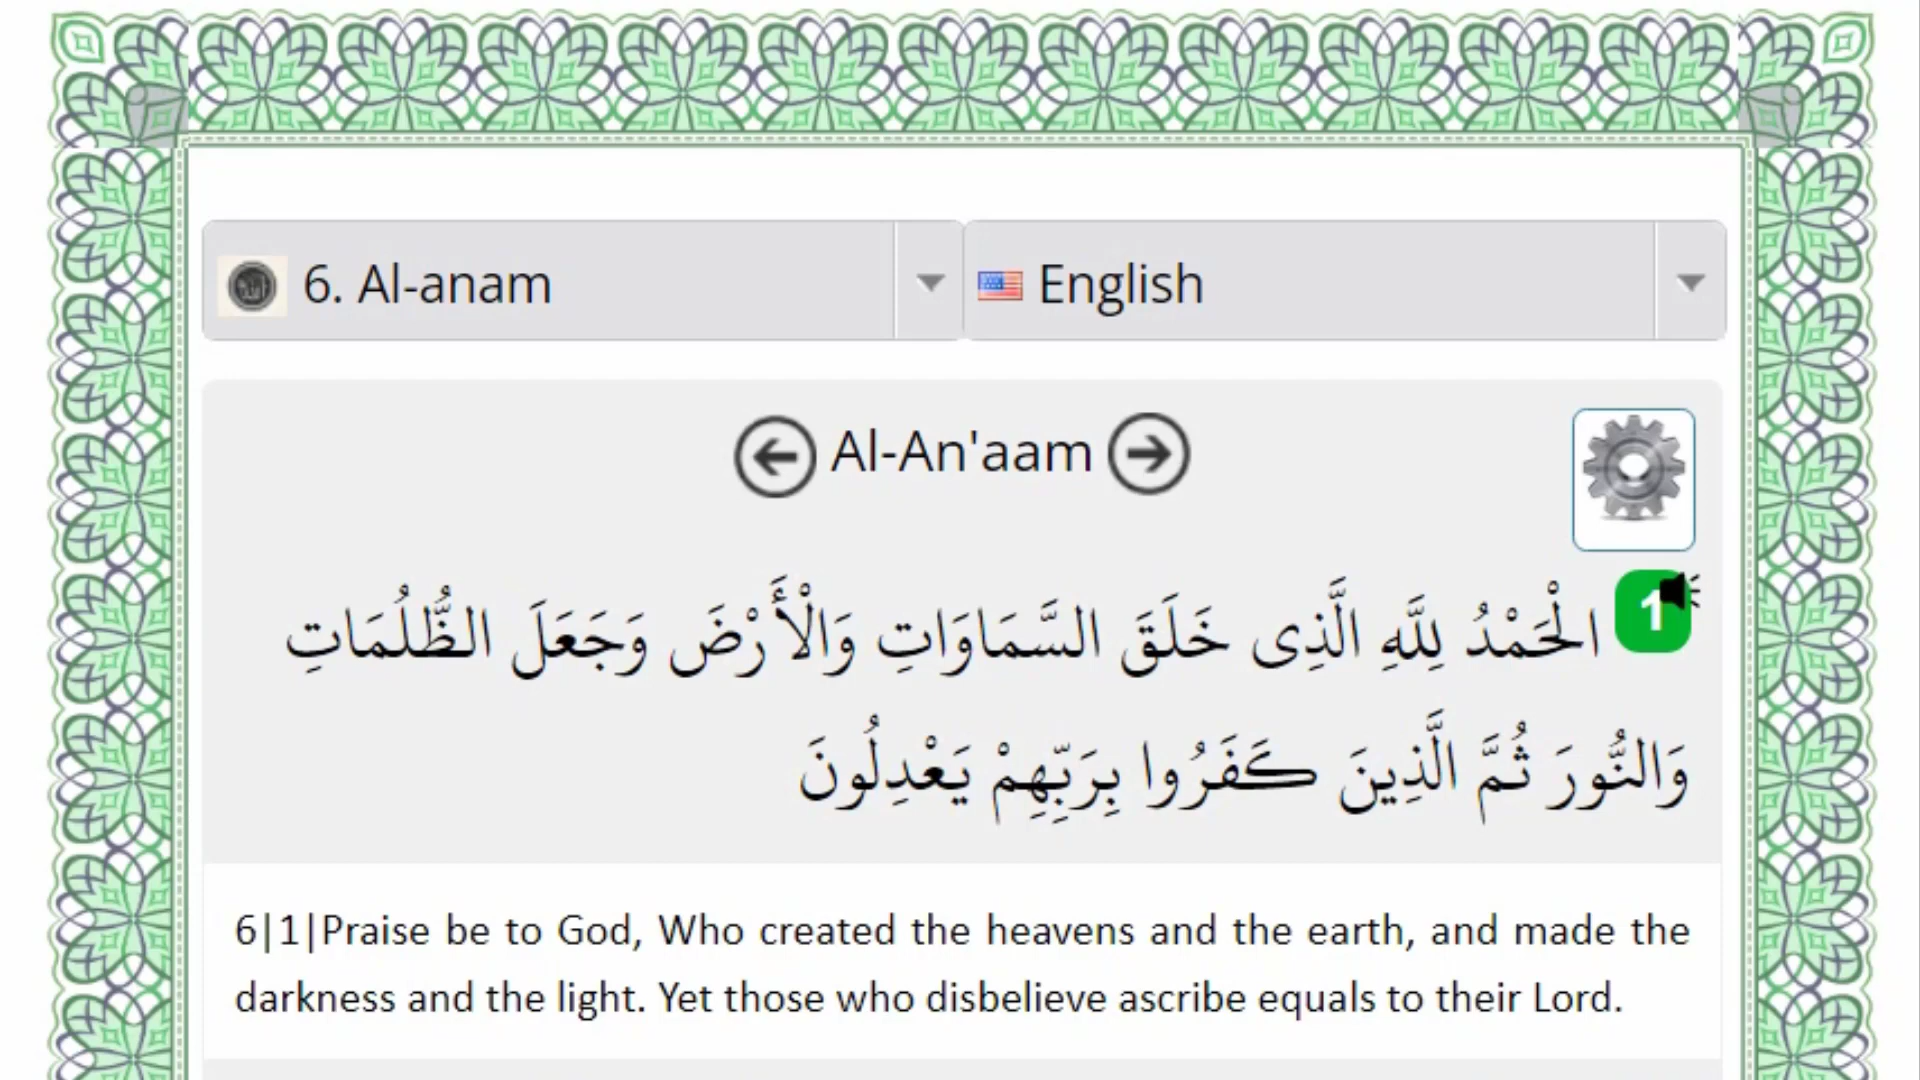 6. Al-anam
English
Al-An'aam
1
الْحَمْدُ لِلَّهِ الَّذِى خَلَقَ السَّمَاوَاتِ وَالْأَرْضَ وَجَعَلَ الظُّلُمَاتِ
وَالنُّورَ ثُمَّ الَّذِينَ كَفَرُوا بِرَبِّهِمْ يَعْدِلُونَ
6|1|Praise be to God, Who created the heavens and the earth, and made the
darkness and the light. Yet those who disbelieve ascribe equals to their Lord.